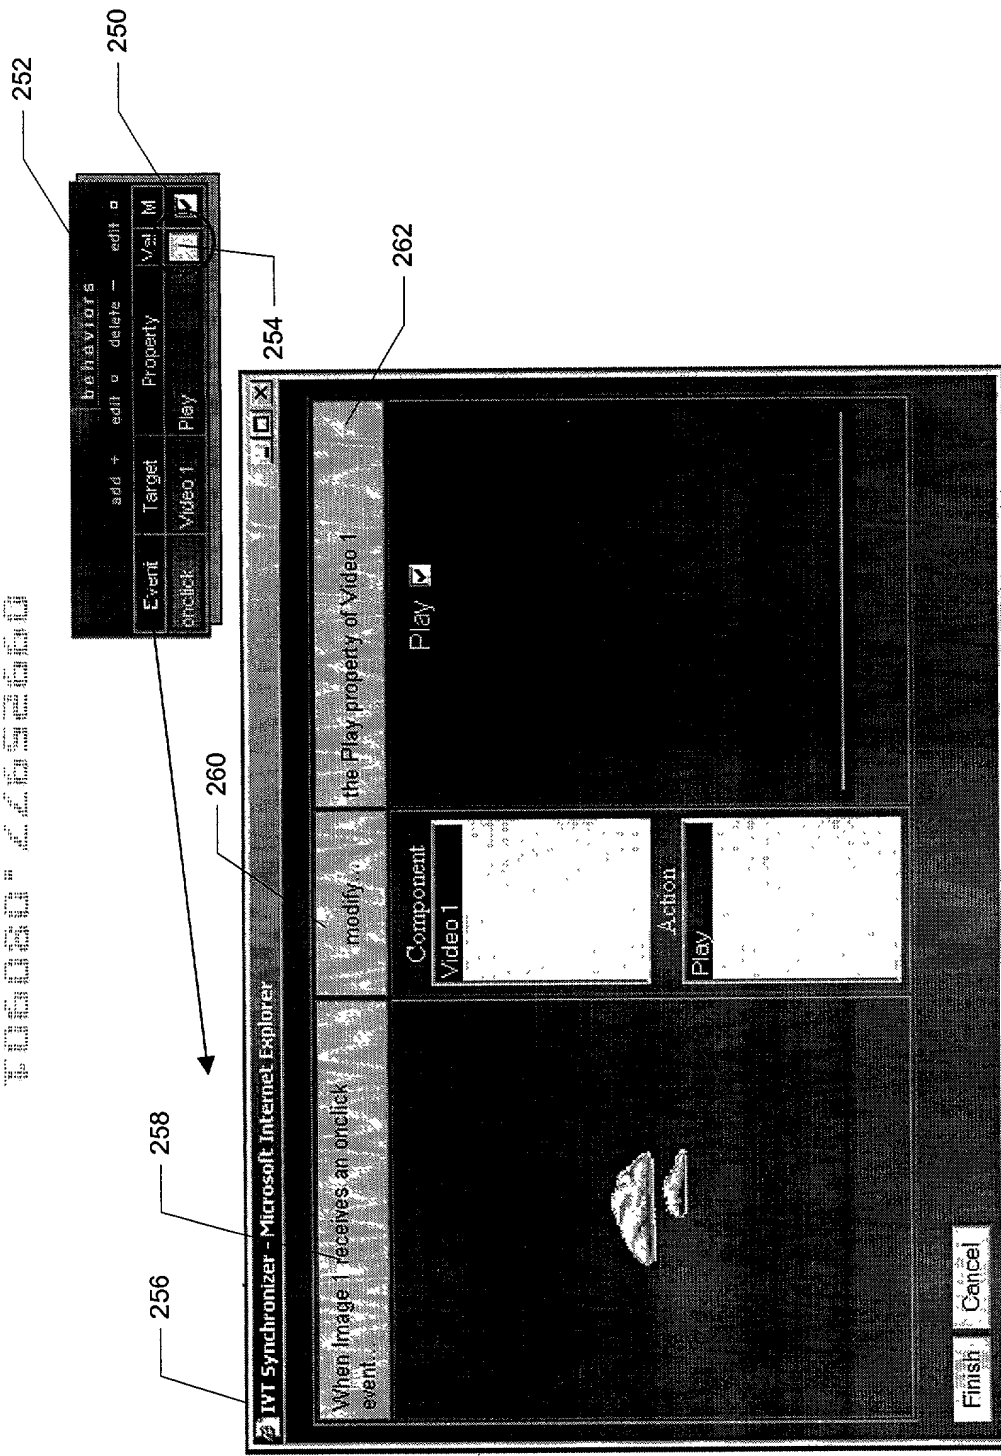 252
250
behaviors
add + edit □ delete − edit □
Event Target Property Val M
onclick Video 1 Play
254
262
260
258
256
IVT Synchronizer - Microsoft Internet Explorer
When Image 1 receives an onclick
event...
modify...
the Play property of Video 1.
Component
Video 1
Action
Play
Play
Finish Cancel